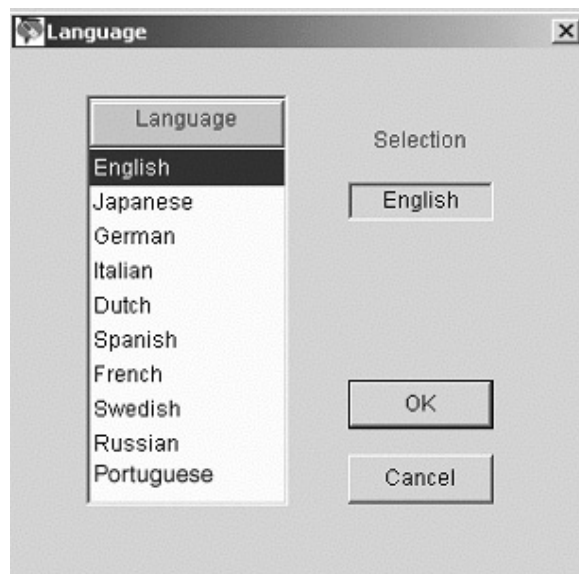 Language
Language
English
Japanese
German
Italian
Dutch
Spanish
French
Swedish
Russian
Portuguese
Selection
English
OK
Cancel